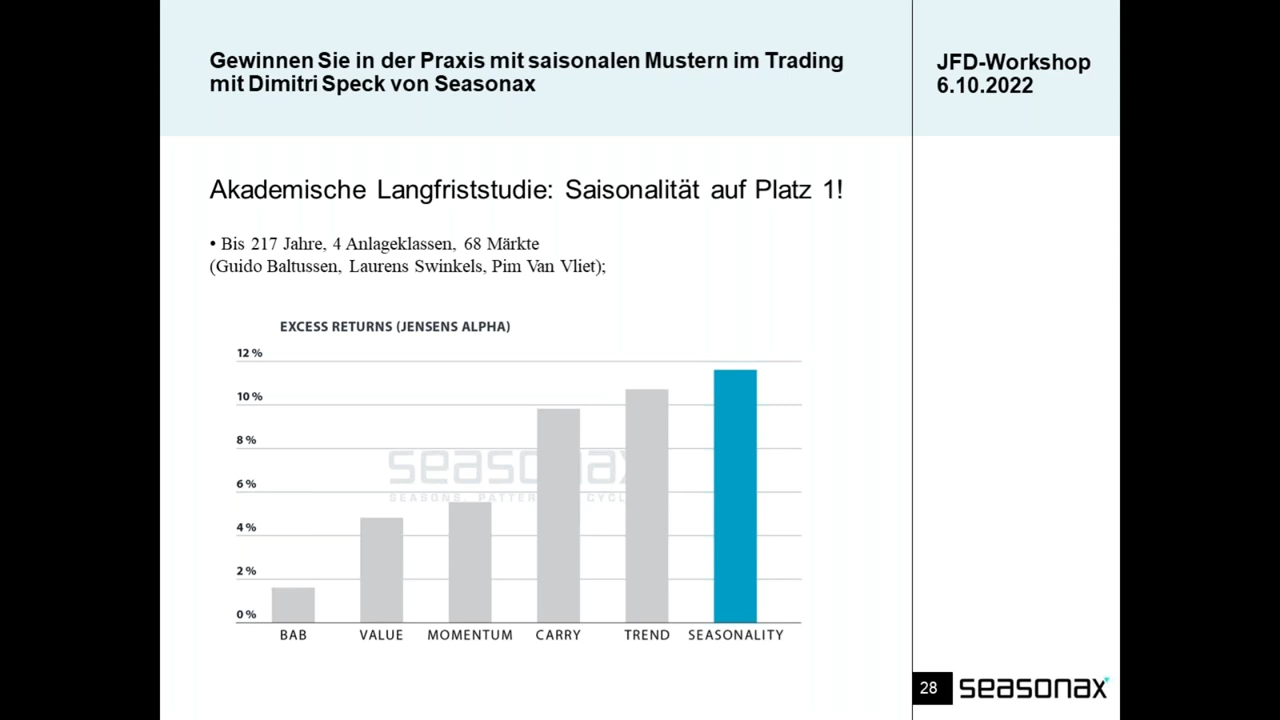 Gewinnen Sie in der Praxis mit saisonalen Mustern im Trading
mit Dimitri Speck von Seasonax
JFD-Workshop
6.10.2022
Akademische Langfriststudie: Saisonalität auf Platz 1!
• Bis 217 Jahre, 4 Anlageklassen, 68 Märkte
(Guido Baltussen, Laurens Swinkels, Pim Van Vliet);
EXCESS RETURNS (JENSENS ALPHA)
12 %
10 %
8 %
6 %
4 %
2 %
0 %
BAB VALUE MOMENTUM CARRY TREND SEASONALITY
28 seasonax